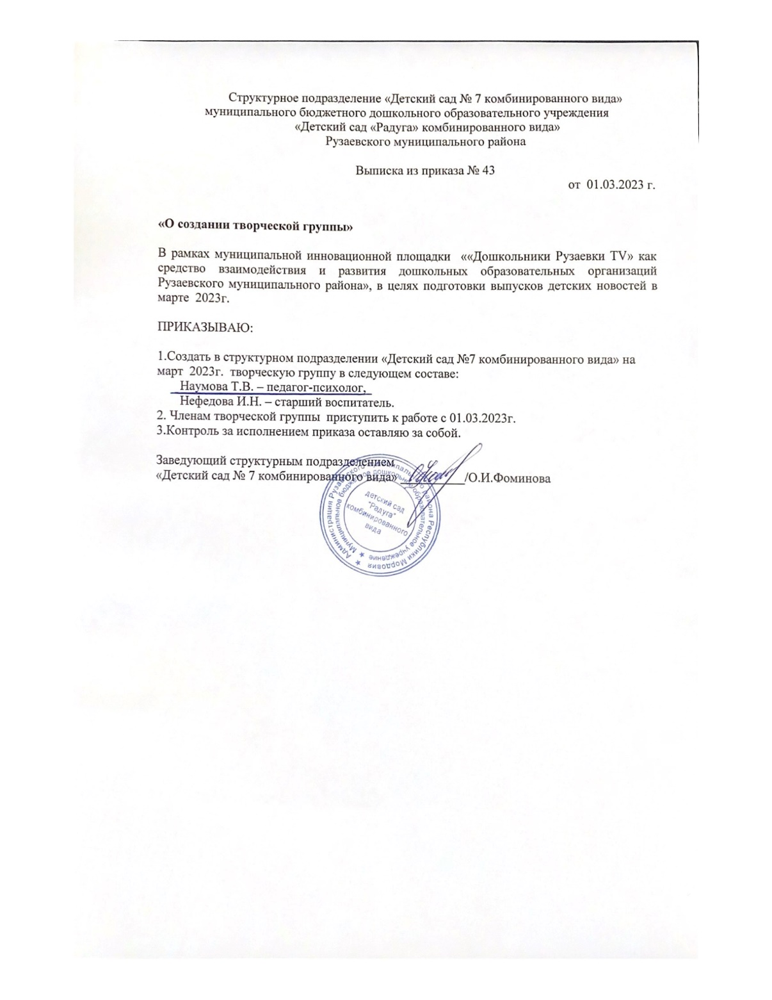 Структурное подразделение «Детский сад № 7 комбинированного вида»
муниципального бюджетного дошкольного образовательного учреждения
«Детский сад «Радуга» комбинированного вида»
Рузаевского муниципального района
Выписка из приказа № 43
от 01.03.2023 г.
«О создании творческой группы»
В рамках муниципальной инновационной площадки ««Дошкольники Рузаевки TV» как
средство взаимодействия и развития дошкольных образовательных организаций
Рузаевского муниципального района», в целях подготовки выпусков детских новостей в
марте 2023г.
ПРИКАЗЫВАЮ:
1.Создать в структурном подразделении «Детский сад №7 комбинированного вида» на
март 2023г. творческую группу в следующем составе:
Наумова Т.В. – педагог-психолог,
Нефедова И.Н. – старший воспитатель.
2. Членам творческой группы приступить к работе с 01.03.2023г.
3.Контроль за исполнением приказа оставляю за собой.
Заведующий структурным подразделением
«Детский сад № 7 комбинированного вида» __________/О.И.Фоминова
Администрация Рузаевского муниципального района Республики Мордовия
Муниципальное бюджетное дошкольное образовательное учреждение
детский сад
"Радуга"
комбинированного
вида